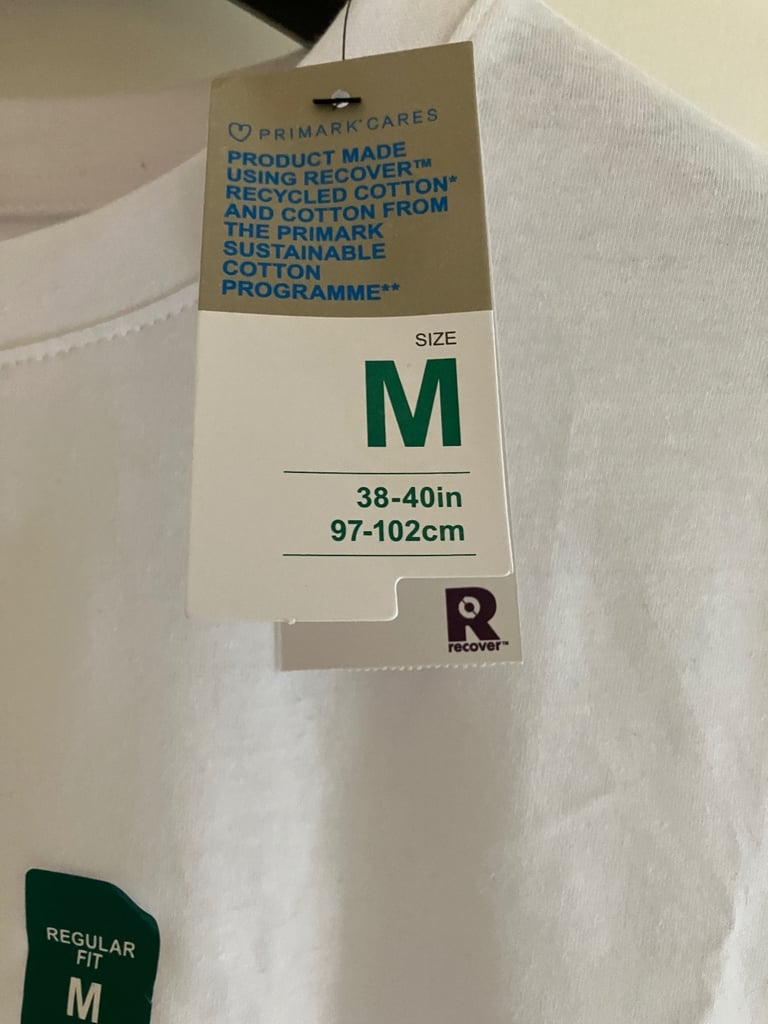 PRIMARK® CARES
PRODUCT MADE
USING RECOVER™
RECYCLED COTTON*
AND COTTON FROM
THE PRIMARK
SUSTAINABLE
COTTON
PROGRAMME**
SIZE
M
38-40in
97-102cm
R
recover™
REGULAR
FIT
M